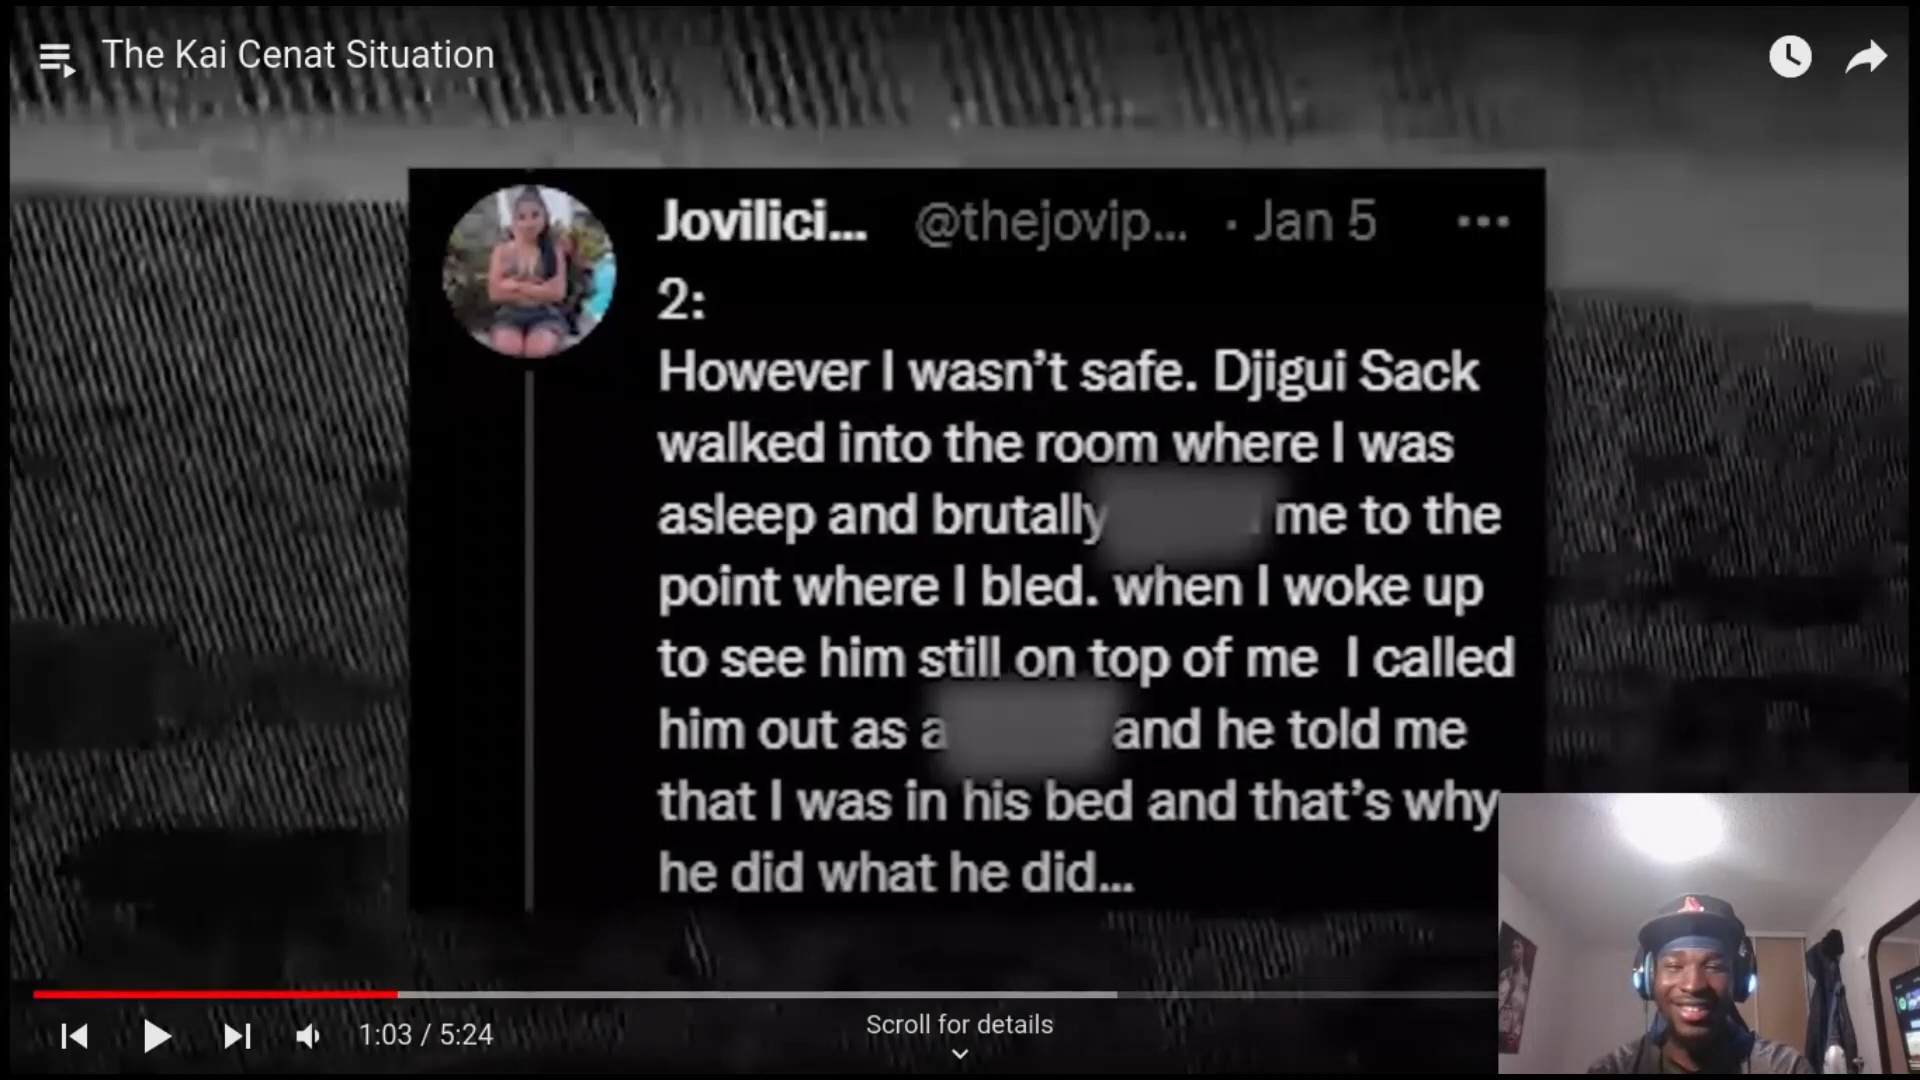 The Kai Cenat Situation
Jovilici... @thejovip... · Jan 5 ...
2:
However I wasn't safe. Djigui Sack
walked into the room where I was
asleep and brutally me to the
point where I bled. when I woke up
to see him still on top of me I called
him out as a and he told me
that I was in his bed and that's why
he did what he did...
1:03 / 5:24
Scroll for details